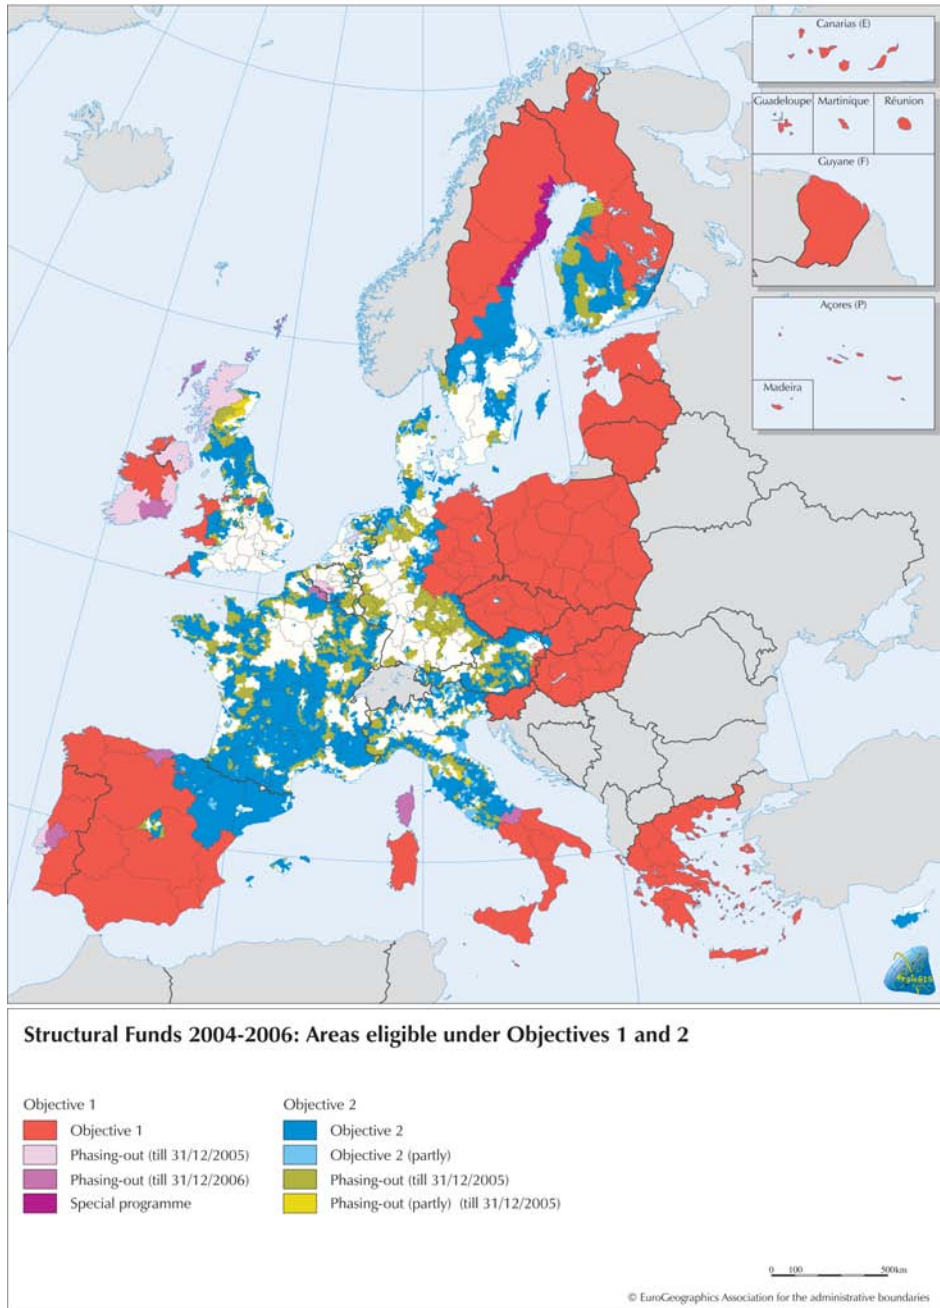 Canarias (E)
Guadeloupe Martinique Réunion
Guyane (F)
Açores (P)
Madeira
Structural Funds 2004-2006: Areas eligible under Objectives 1 and 2
Objective 1
Objective 1
Phasing-out (till 31/12/2005)
Phasing-out (till 31/12/2006)
Special programme
Objective 2
Objective 2
Objective 2 (partly)
Phasing-out (till 31/12/2005)
Phasing-out (partly) (till 31/12/2005)
0 100 500km
© EuroGeographics Association for the administrative boundaries